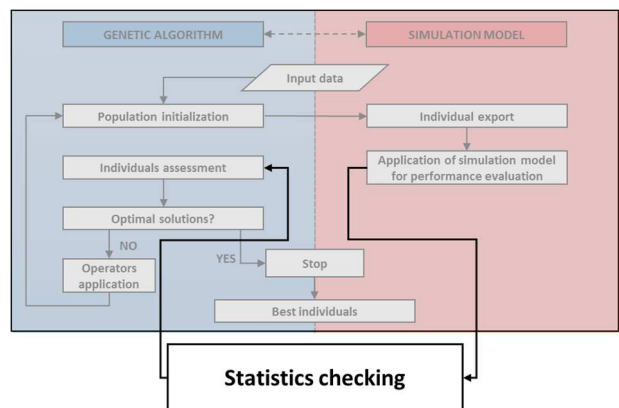 GENETIC ALGORITHM
SIMULATION MODEL
Input data
Population initialization
Individual export
Individuals assessment
Application of simulation model
for performance evaluation
Optimal solutions?
NO
YES
Operators
application
Stop
Best individuals
Statistics checking